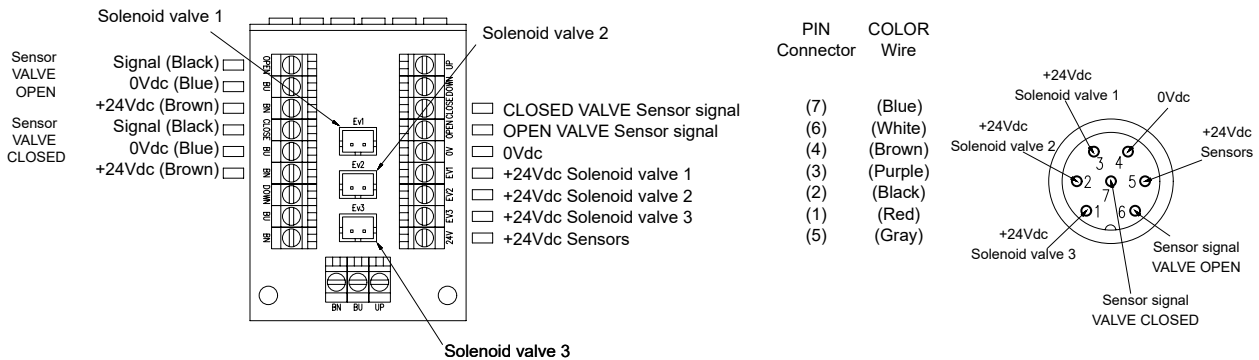 Solenoid valve 1
Solenoid valve 2
Sensor
VALVE
OPEN
Signal (Black)
0Vdc (Blue)
+24Vdc (Brown)
Sensor
VALVE
CLOSED
Signal (Black)
0Vdc (Blue)
+24Vdc (Brown)
OPEN
BU
BN
CLOSE
BU
BN
DOWN
BU
BN
Ev1
Ev2
Ev3
UP
DOWN
CLOSE
OPEN
0V
EV1
EV2
EV3
24V
BN BU UP
CLOSED VALVE Sensor signal
OPEN VALVE Sensor signal
0Vdc
+24Vdc Solenoid valve 1
+24Vdc Solenoid valve 2
+24Vdc Solenoid valve 3
+24Vdc Sensors
Solenoid valve 3
PIN COLOR
Connector Wire
(7) (Blue)
(6) (White)
(4) (Brown)
(3) (Purple)
(2) (Black)
(1) (Red)
(5) (Gray)
+24Vdc
Solenoid valve 1
0Vdc
+24Vdc
Solenoid valve 2
+24Vdc
Sensors
3 4
2 7 5
1 6
+24Vdc
Solenoid valve 3
Sensor signal
VALVE OPEN
Sensor signal
VALVE CLOSED